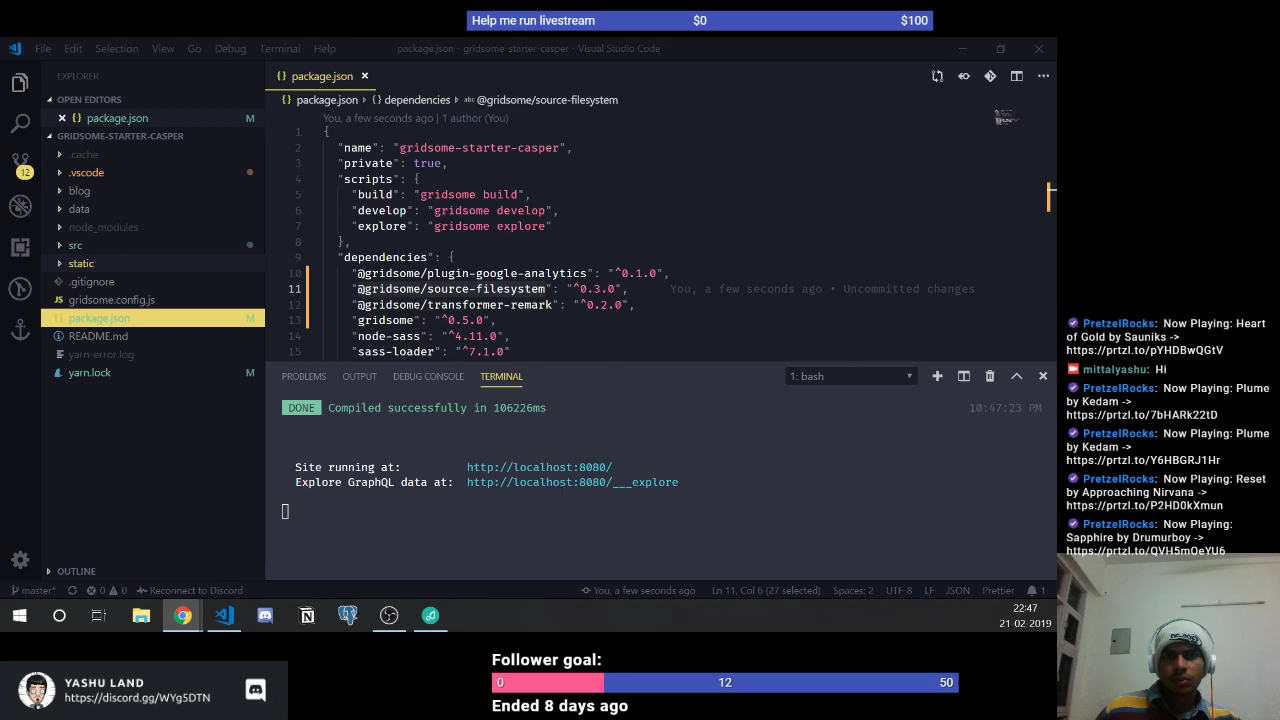 Help me run livestream $0 $100
File Edit Selection View Go Debug Terminal Help package.json - gridsome-starter-casper - Visual Studio Code
EXPLORER
OPEN EDITORS
{} package.json M
GRIDSOME-STARTER-CASPER
.cache
.vscode
blog
data
node_modules
src
static
.gitignore
gridsome.config.js
package.json M
README.md
yarn-error.log
yarn.lock M
OUTLINE
12
{} package.json ×
{} package.json > {} dependencies > abc @gridsome/source-filesystem
You, a few seconds ago | 1 author (You)
1 {
2 "name": "gridsome-starter-casper",
3 "private": true,
4 "scripts": {
5 "build": "gridsome build",
6 "develop": "gridsome develop",
7 "explore": "gridsome explore"
8 },
9 "dependencies": {
10 "@gridsome/plugin-google-analytics": "^0.1.0",
11 "@gridsome/source-filesystem": "^0.3.0", You, a few seconds ago • Uncommitted changes
12 "@gridsome/transformer-remark": "^0.2.0",
13 "gridsome": "^0.5.0",
14 "node-sass": "^4.11.0",
15 "sass-loader": "^7.1.0"
PROBLEMS OUTPUT DEBUG CONSOLE TERMINAL 1: bash
DONE Compiled successfully in 106226ms 10:47:23 PM
Site running at: http://localhost:8080/
Explore GraphQL data at: http://localhost:8080/___explore
master* 0 0 Reconnect to Discord You, a few seconds ago Ln 11, Col 6 (27 selected) Spaces: 2 UTF-8 LF JSON Prettier 1
22:47
21-02-2019
PretzelRocks: Now Playing: Heart
of Gold by Sauniks ->
https://prtzl.to/pYHDBwQGtV
mittalyashu: Hi
PretzelRocks: Now Playing: Plume
by Kedam ->
https://prtzl.to/7bHARk22tD
PretzelRocks: Now Playing: Plume
by Kedam ->
https://prtzl.to/Y6HBGRJ1Hr
PretzelRocks: Now Playing: Reset
by Approaching Nirvana ->
https://prtzl.to/P2HD0kXmun
PretzelRocks: Now Playing:
Sapphire by Drumurboy ->
https://prtzl.to/QVH5mOeYU6
YASHU LAND
https://discord.gg/WYg5DTN
Follower goal:
0 12 50
Ended 8 days ago